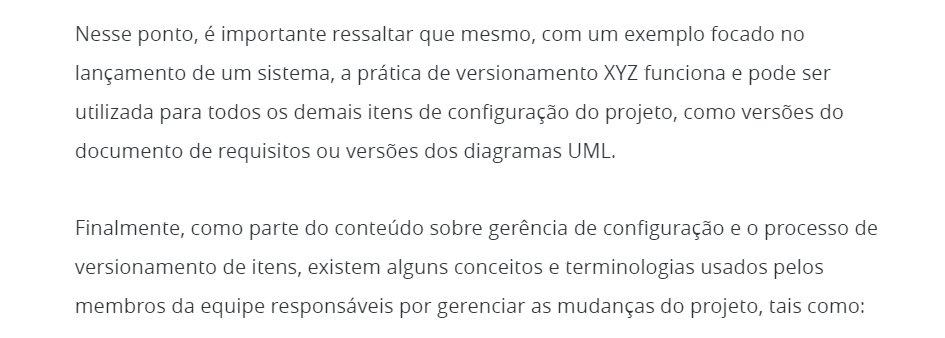 Nesse ponto, é importante ressaltar que mesmo, com um exemplo focado no
lançamento de um sistema, a prática de versionamento XYZ funciona e pode ser
utilizada para todos os demais itens de configuração do projeto, como versões do
documento de requisitos ou versões dos diagramas UML.
Finalmente, como parte do conteúdo sobre gerência de configuração e o processo de
versionamento de itens, existem alguns conceitos e terminologias usados pelos
membros da equipe responsáveis por gerenciar as mudanças do projeto, tais como: